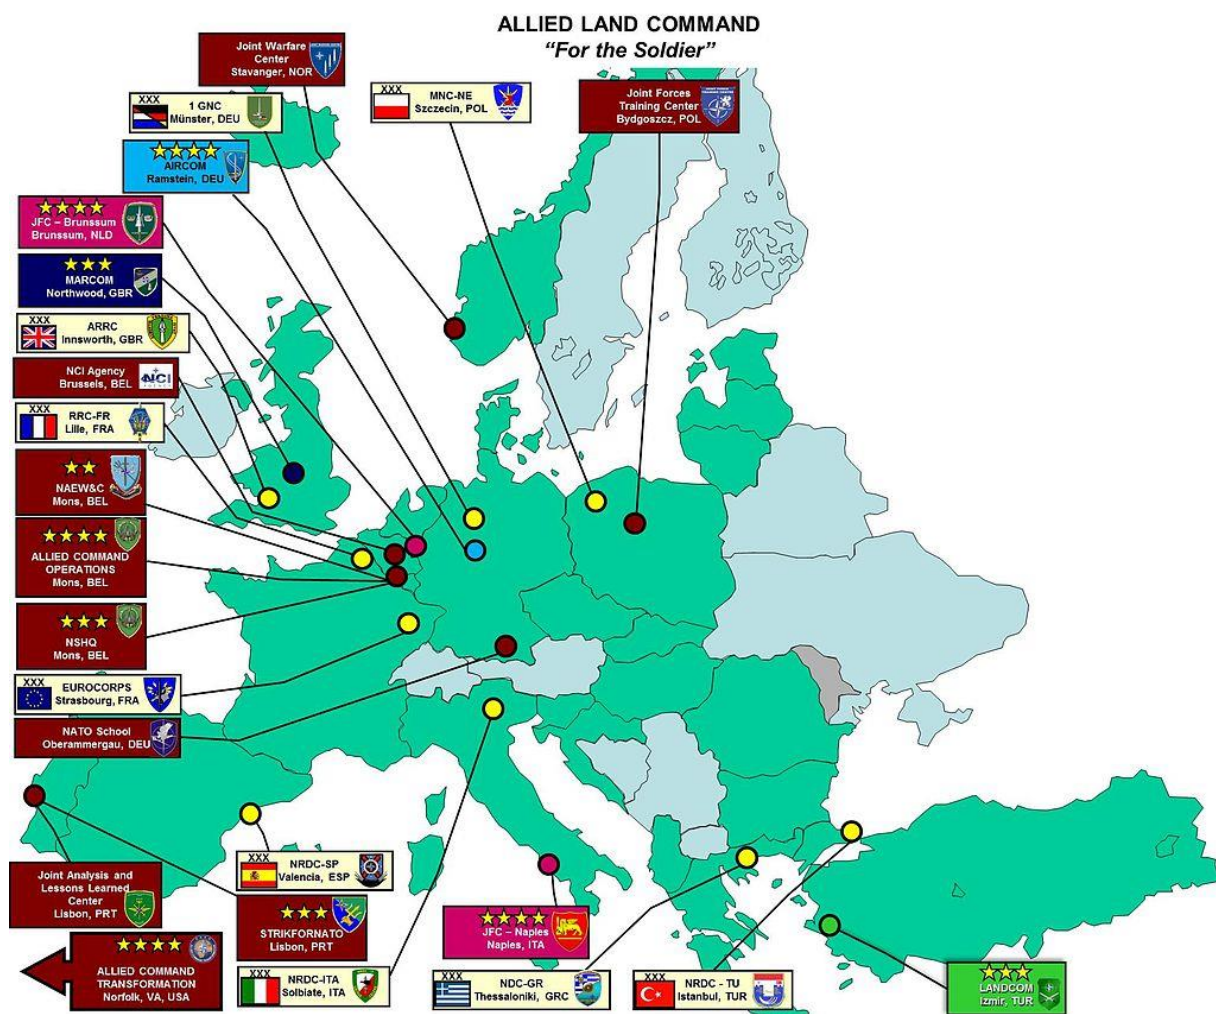 ALLIED LAND COMMAND
“For the Soldier”
Joint Warfare
Center
Stavanger, NOR
XXX
1 GNC
Münster, DEU
XXX
MNC-NE
Szczecin, POL
Joint Forces
Training Center
Bydgoszcz, POL
AIRCOM
Ramstein, DEU
JFC – Brunssum
Brunssum, NLD
MARCOM
Northwood, GBR
XXX
ARRC
Innsworth, GBR
NCI Agency
Brussels, BEL
NCI
AGENCY
XXX
RRC-FR
Lille, FRA
NAEW&C
Mons, BEL
ALLIED COMMAND
OPERATIONS
Mons, BEL
NSHQ
Mons, BEL
XXX
EUROCORPS
Strasbourg, FRA
NATO School
Oberammergau, DEU
Joint Analysis and
Lessons Learned
Center
Lisbon, PRT
XXX
NRDC-SP
Valencia, ESP
STRIKFORNATO
Lisbon, PRT
JFC – Naples
Naples, ITA
ALLIED COMMAND
TRANSFORMATION
Norfolk, VA, USA
XXX
NRDC-ITA
Solbiate, ITA
XXX
NDC-GR
Thessaloniki, GRC
XXX
NRDC - TU
Istanbul, TUR
LANDCOM
Izmir, TUR